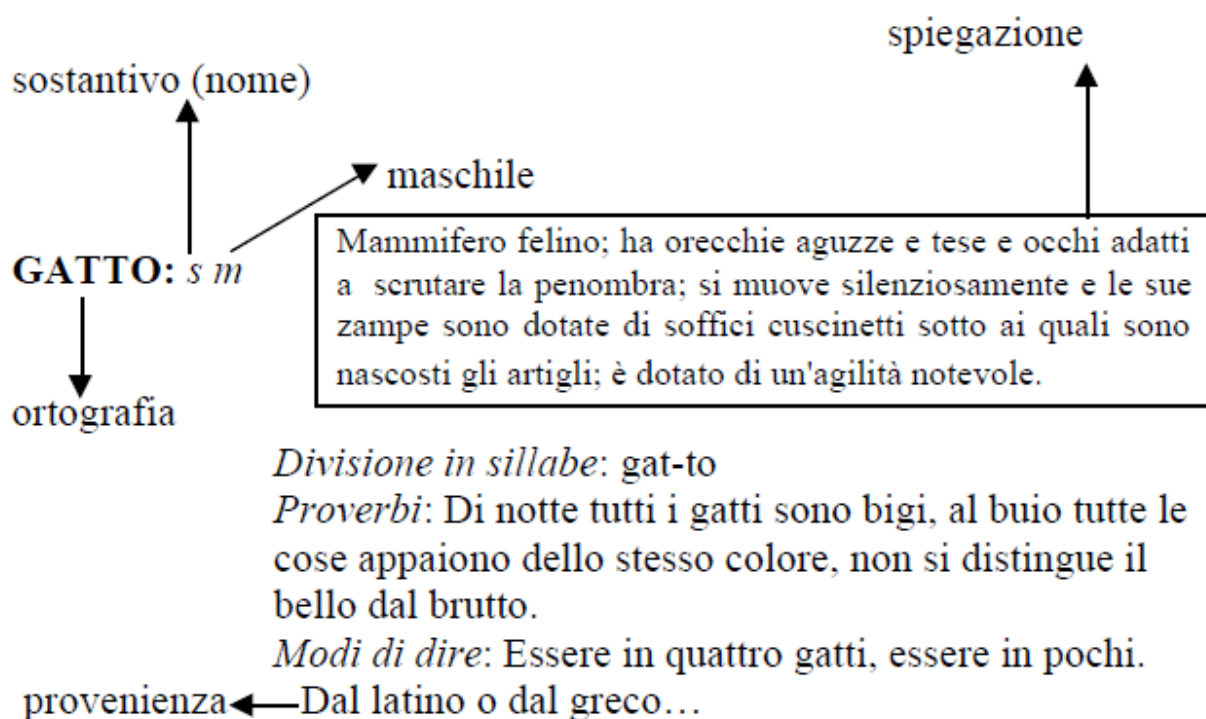 spiegazione
sostantivo (nome)
maschile
GATTO: s m
Mammifero felino; ha orecchie aguzze e tese e occhi adatti
a scrutare la penombra; si muove silenziosamente e le sue
zampe sono dotate di soffici cuscinetti sotto ai quali sono
nascosti gli artigli; è dotato di un'agilità notevole.
ortografia
Divisione in sillabe: gat-to
Proverbi: Di notte tutti i gatti sono bigi, al buio tutte le
cose appaiono dello stesso colore, non si distingue il
bello dal brutto.
Modi di dire: Essere in quattro gatti, essere in pochi.
provenienza Dal latino o dal greco…